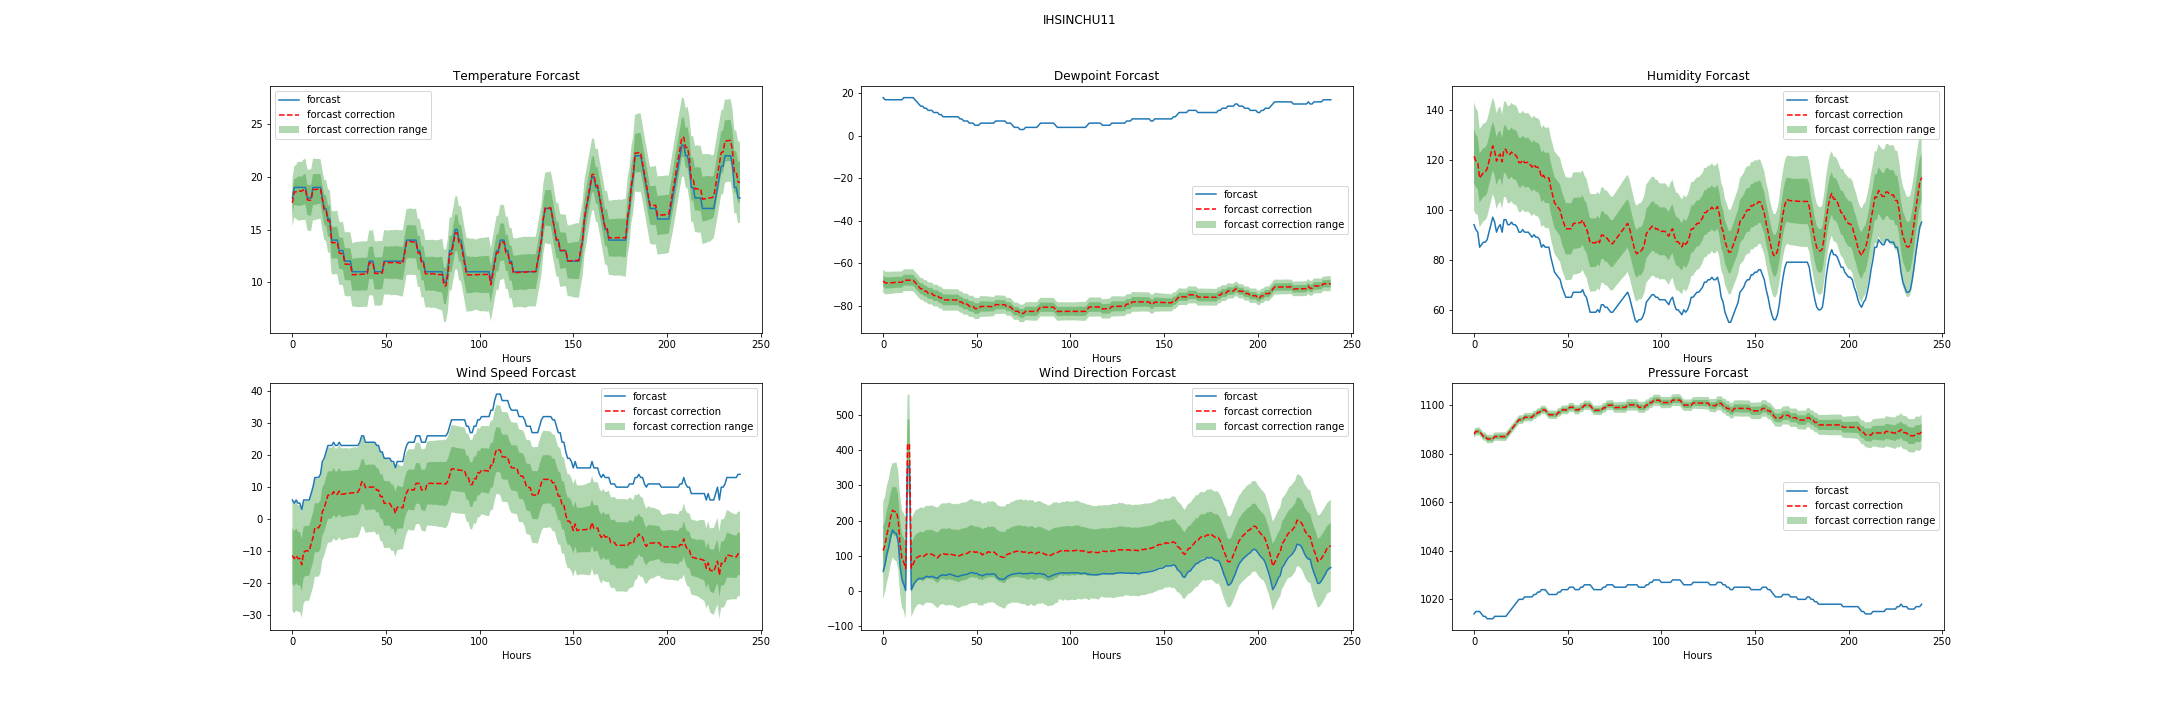 IHSINCHU11
Temperature Forcast
forcast
forcast correction
forcast correction range
25
20
15
10
0 50 100 150 200 250
Hours
Dewpoint Forcast
20
0
−20
−40
−60
−80
forcast
forcast correction
forcast correction range
0 50 100 150 200 250
Hours
Humidity Forcast
140
120
100
80
60
forcast
forcast correction
forcast correction range
0 50 100 150 200 250
Hours
Wind Speed Forcast
40
30
20
10
0
−10
−20
−30
forcast
forcast correction
forcast correction range
0 50 100 150 200 250
Hours
Wind Direction Forcast
500
400
300
200
100
0
−100
forcast
forcast correction
forcast correction range
0 50 100 150 200 250
Hours
Pressure Forcast
1100
1080
1060
1040
1020
forcast
forcast correction
forcast correction range
0 50 100 150 200 250
Hours